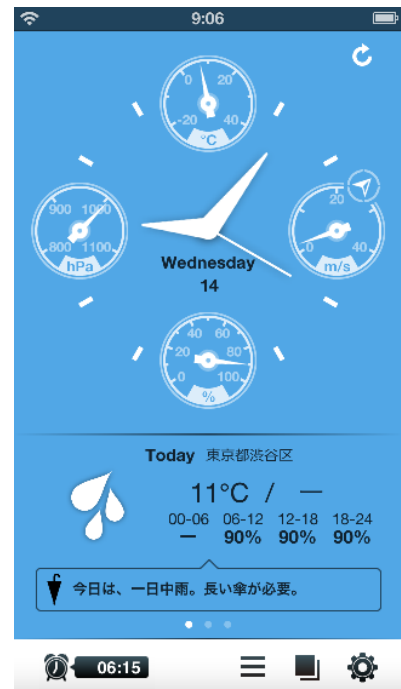 9:06
0 20
-20 40
°C
900 1000
800 1100
hPa
20
0 40
m/s
Wednesday
14
40 60
20 80
0 100
%
Today 東京都渋谷区
11°C / —
00-06 06-12 12-18 18-24
— 90% 90% 90%
今日は、一日中雨。長い傘が必要。
06:15